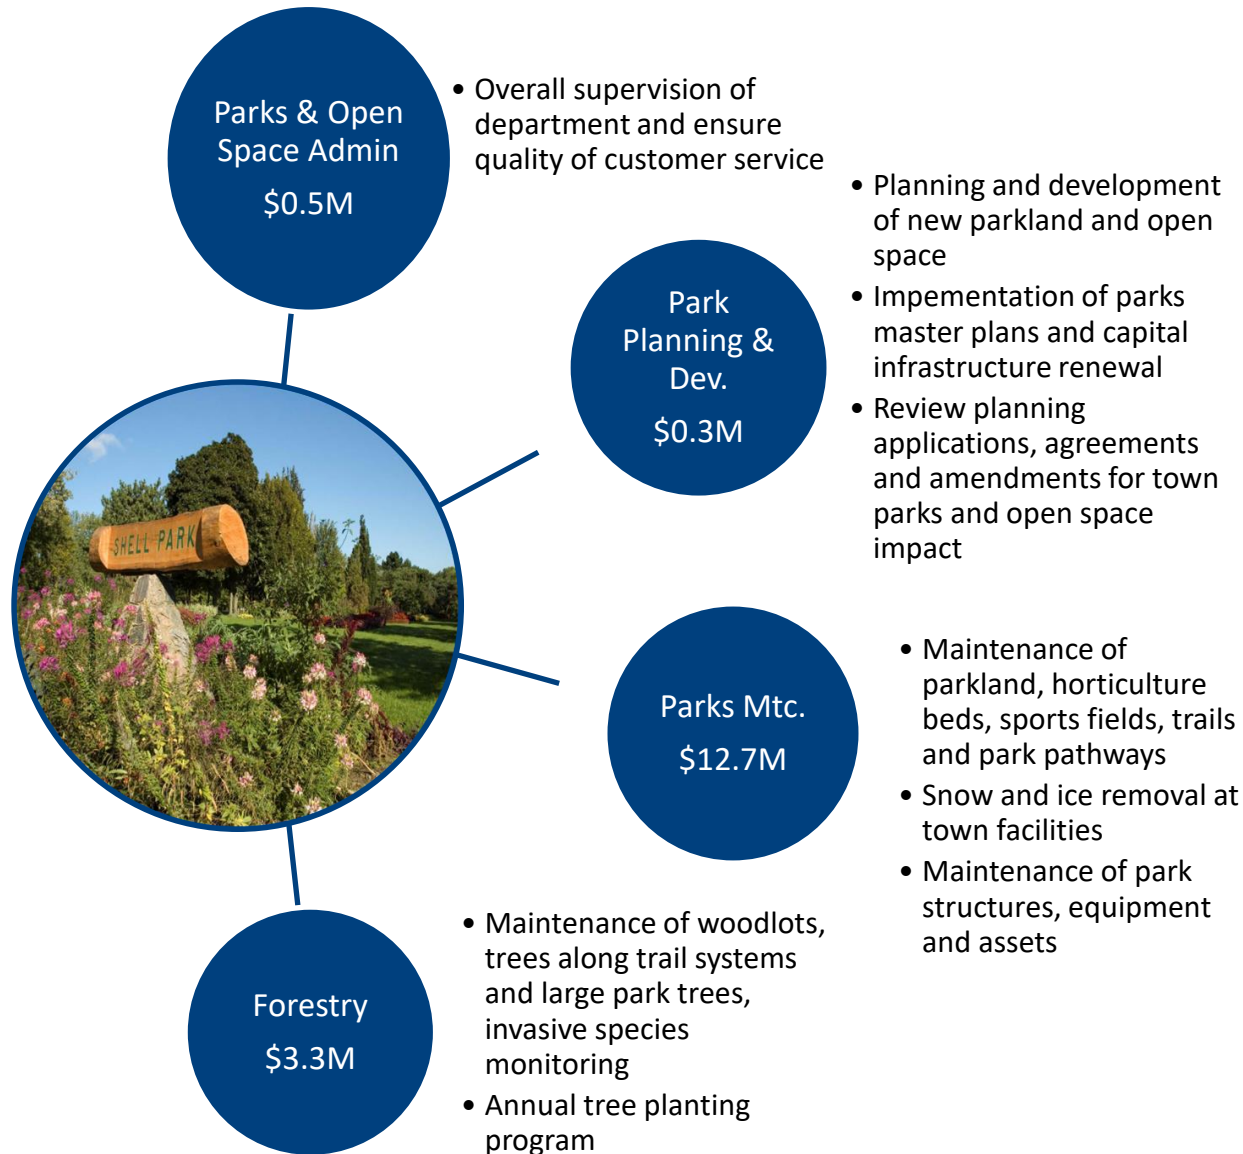 Parks & Open
Space Admin
$0.5M
• Overall supervision of
department and ensure
quality of customer service
Park
Planning &
Dev.
$0.3M
• Planning and development
of new parkland and open
space
• Impementation of parks
master plans and capital
infrastructure renewal
• Review planning
applications, agreements
and amendments for town
parks and open space
impact
SHELL PARK
Parks Mtc.
$12.7M
• Maintenance of
parkland, horticulture
beds, sports fields, trails
and park pathways
• Snow and ice removal at
town facilities
• Maintenance of park
structures, equipment
and assets
Forestry
$3.3M
• Maintenance of woodlots,
trees along trail systems
and large park trees,
invasive species
monitoring
• Annual tree planting
program